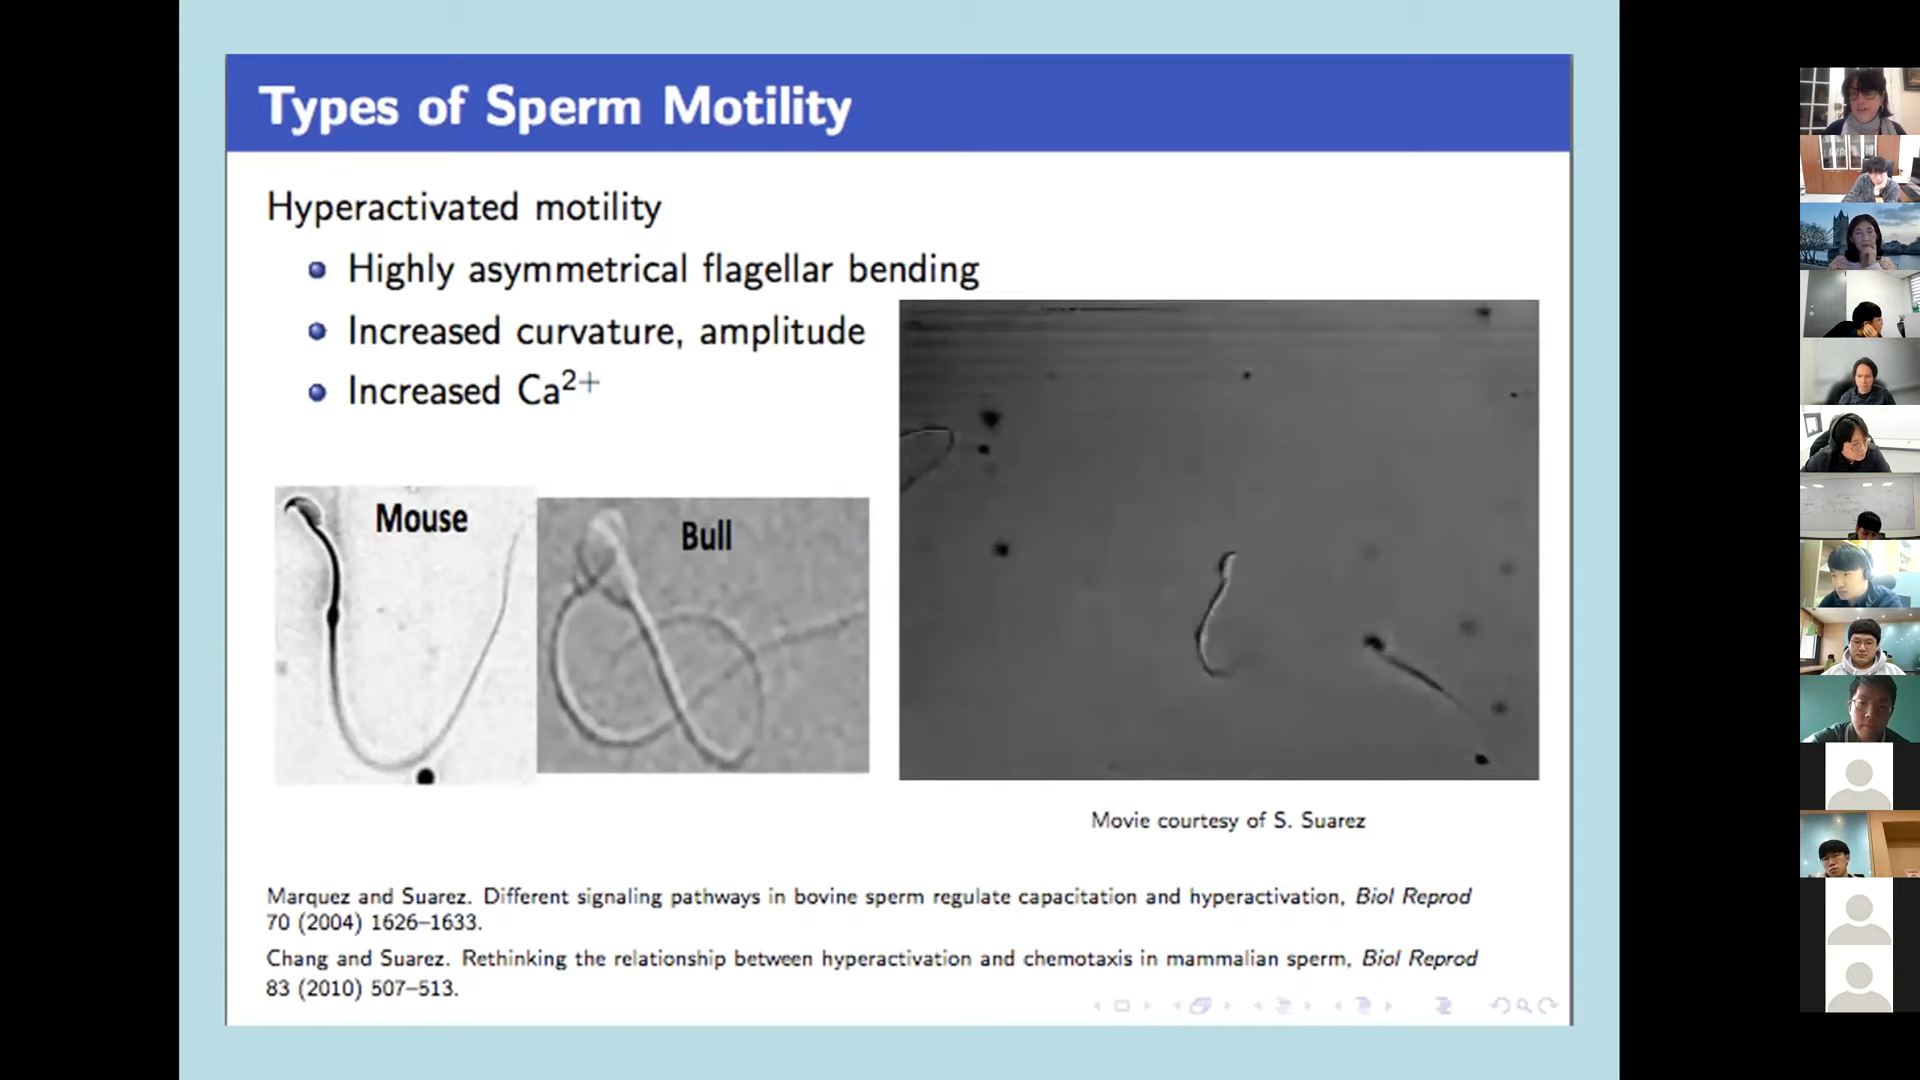 Types of Sperm Motility
Hyperactivated motility
Highly asymmetrical flagellar bending
Increased curvature, amplitude
Increased Ca²⁺
Mouse
Bull
Movie courtesy of S. Suarez
Marquez and Suarez. Different signaling pathways in bovine sperm regulate capacitation and hyperactivation, Biol Reprod
70 (2004) 1626–1633.
Chang and Suarez. Rethinking the relationship between hyperactivation and chemotaxis in mammalian sperm, Biol Reprod
83 (2010) 507–513.